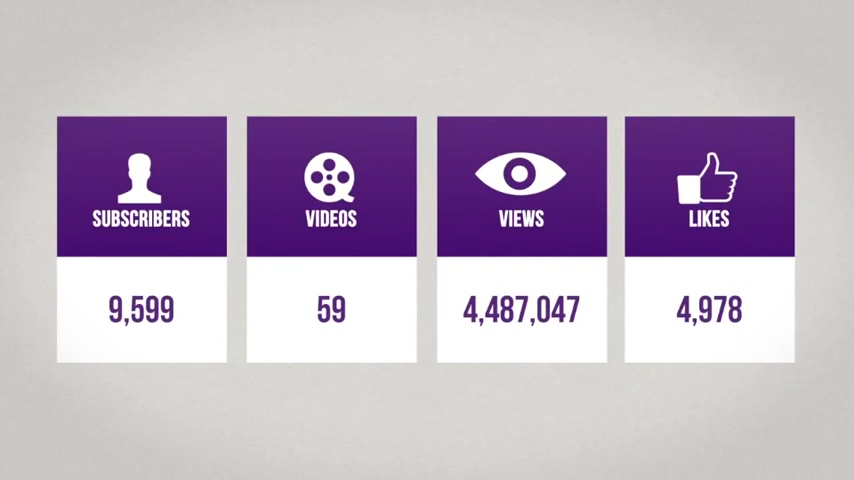 SUBSCRIBERS
VIDEOS
VIEWS
LIKES
9,599
59
4,487,047
4,978